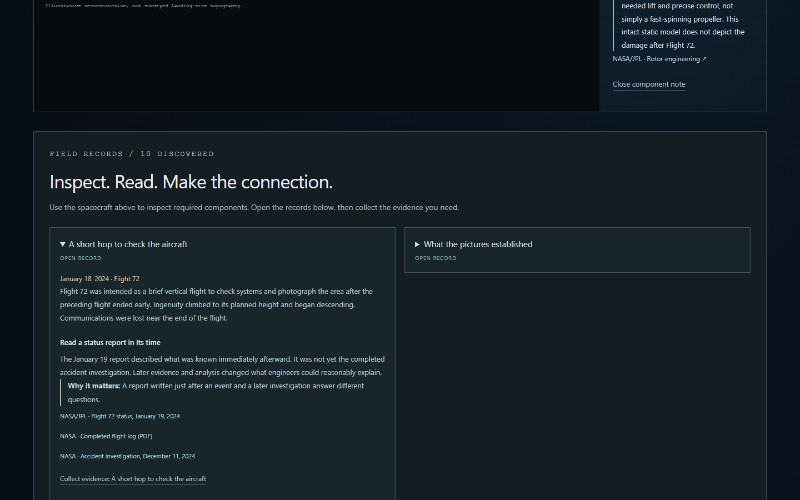 Illustrative reconstruction, not surveyed landing-site topography.
needed lift and precise control, not
simply a fast-spinning propeller. This
intact static model does not depict the
damage after Flight 72.
NASA/JPL · Rotor engineering ↗
Close component note
FIELD RECORDS / 10 DISCOVERED
Inspect. Read. Make the connection.
Use the spacecraft above to inspect required components. Open the records below, then collect the evidence you need.
▼ A short hop to check the aircraft
OPEN RECORD
January 18, 2024 · Flight 72
Flight 72 was intended as a brief vertical flight to check systems and photograph the area after the
preceding flight ended early. Ingenuity climbed to its planned height and began descending.
Communications were lost near the end of the flight.
Read a status report in its time
The January 19 report described what was known immediately afterward. It was not yet the completed
accident investigation. Later evidence and analysis changed what engineers could reasonably explain.
Why it matters: A report written just after an event and a later investigation answer different
questions.
NASA/JPL · Flight 72 status, January 19, 2024
NASA · Completed flight log (PDF)
NASA · Accident investigation, December 11, 2024
Collect evidence: A short hop to check the aircraft
▶ What the pictures established
OPEN RECORD